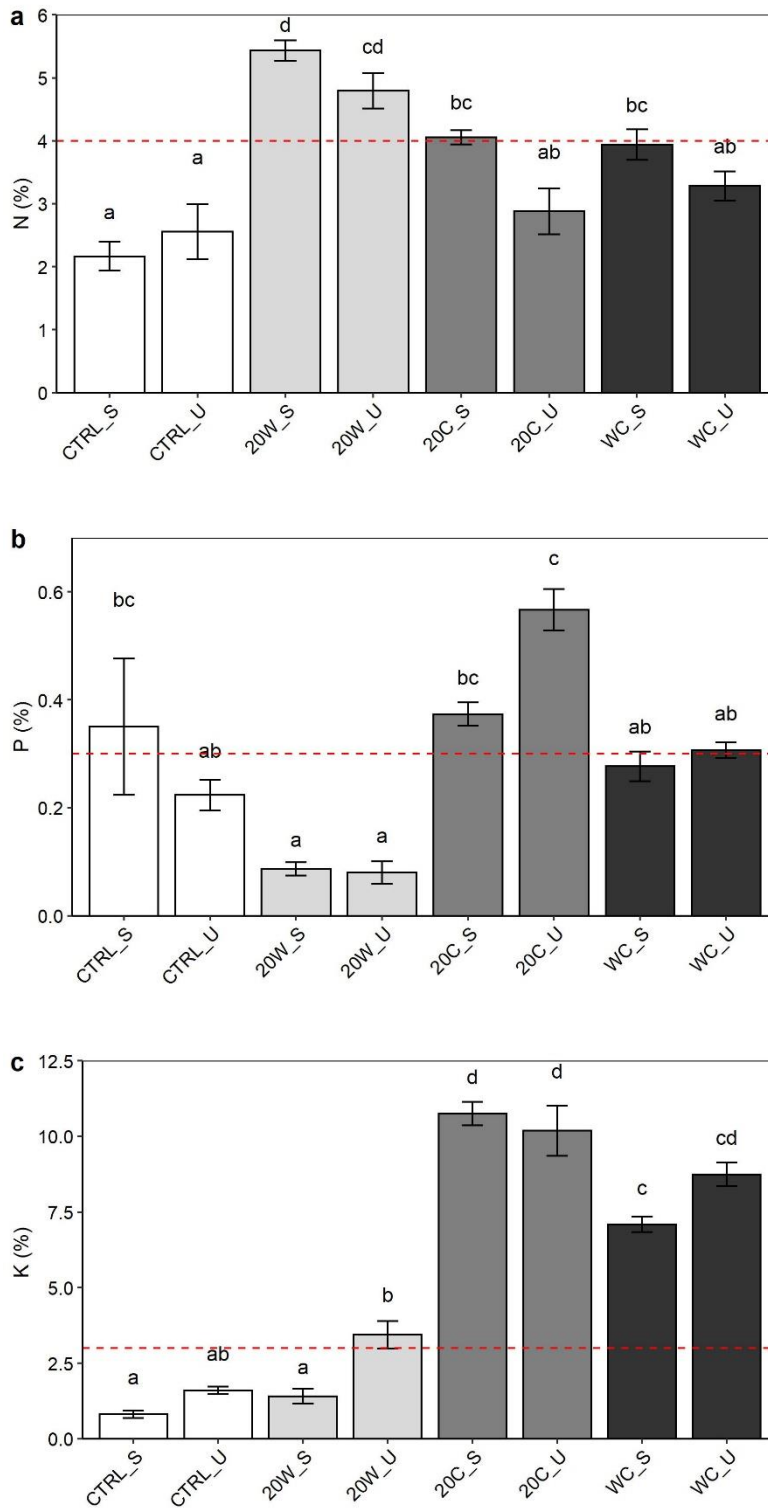 a
N (%)
6
5
4
3
2
1
0
a
a
d
cd
bc
ab
bc
ab
CTRL_S
CTRL_U
20W_S
20W_U
20C_S
20C_U
WC_S
WC_U
b
P (%)
0.6
0.4
0.2
0.0
bc
ab
a
a
bc
c
ab
ab
CTRL_S
CTRL_U
20W_S
20W_U
20C_S
20C_U
WC_S
WC_U
c
K (%)
12.5
10.0
7.5
5.0
2.5
0.0
a
ab
a
b
d
d
c
cd
CTRL_S
CTRL_U
20W_S
20W_U
20C_S
20C_U
WC_S
WC_U